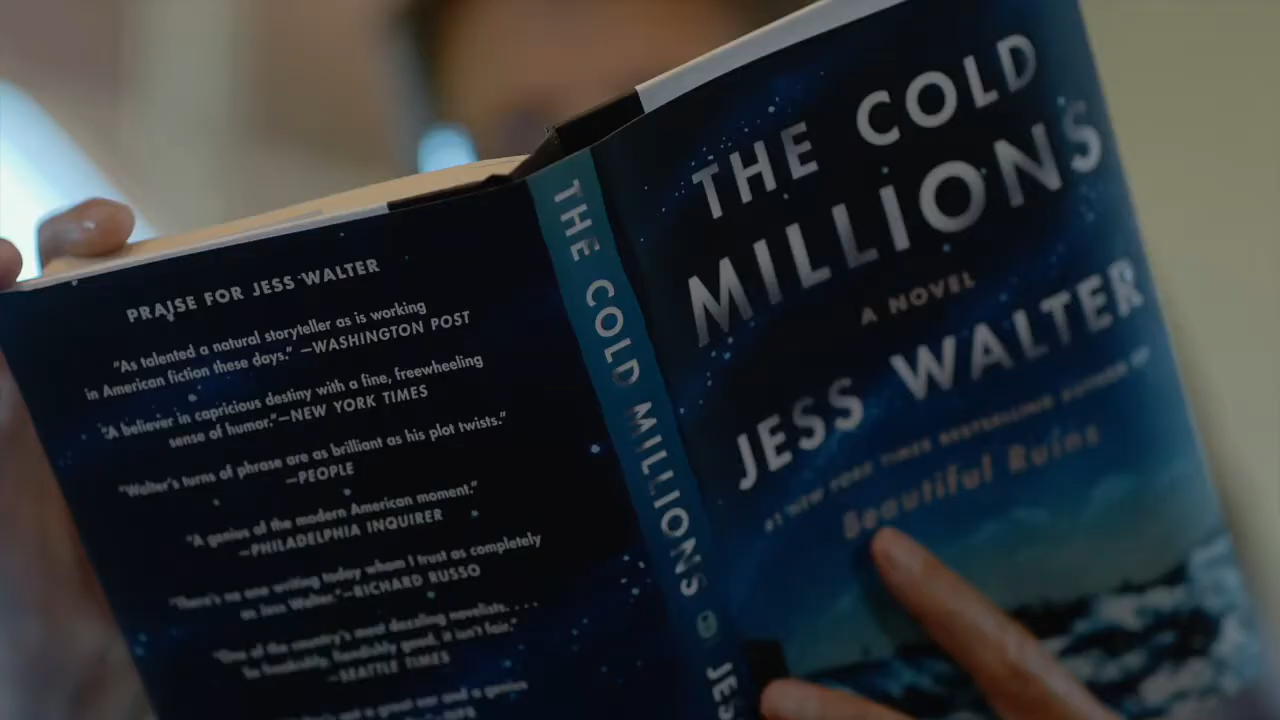 PRAISE FOR JESS WALTER
"As talented a natural storyteller as is working
in American fiction these days." —WASHINGTON POST
"A believer in capricious destiny with a fine, freewheeling
sense of humor."—NEW YORK TIMES
"Walter's turns of phrase are as brilliant as his plot twists."
—PEOPLE
"A genius of the modern American moment."
—PHILADELPHIA INQUIRER
"There's no one writing today whom I trust as completely
as Jess Walter."—RICHARD RUSSO
"One of the country's most dazzling novelists. . . .
fiendishly good, it isn't fair."
—SEATTLE TIMES
and a genius
THE COLD MILLIONS
JES
THE COLD
MILLIONS
A NOVEL
JESS WALTER
#1 NEW YORK TIMES BESTSELLING AUTHOR OF
Beautiful Ruins